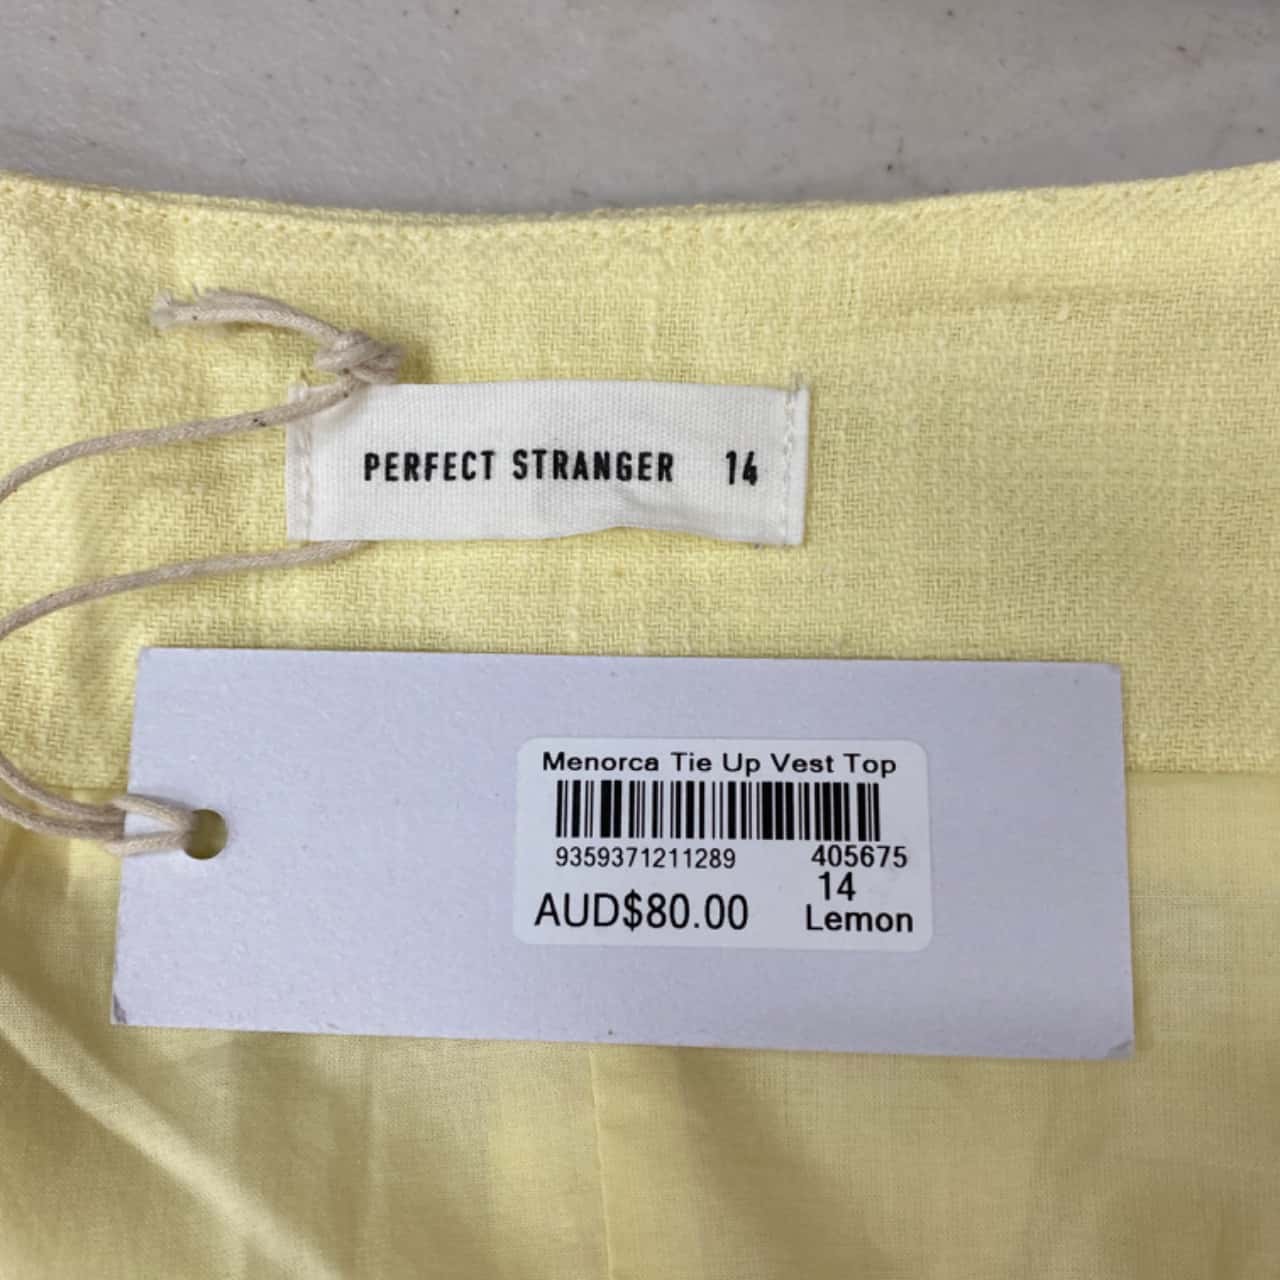 PERFECT STRANGER 14
Menorca Tie Up Vest Top
9359371211289 405675
14
AUD$80.00 Lemon